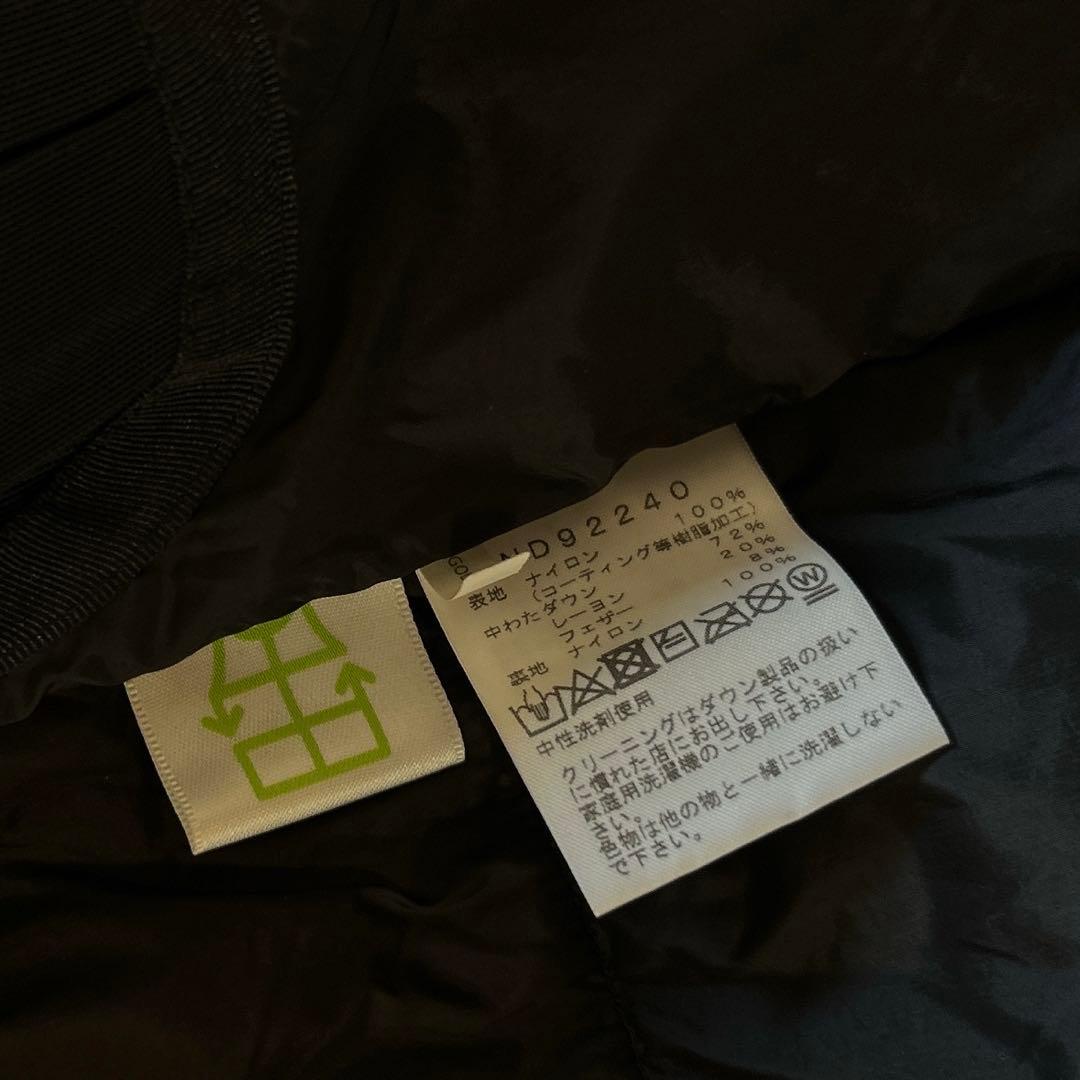 ND92240
表地 ナイロン 100%
(コーティング等樹脂加工)
中わた ダウン 72%
レーヨン 20%
フェザー 8%
裏地 ナイロン 100%
W
中性洗剤使用
クリーニングはダウン製品の扱い
に慣れた店にお出し下さい。
家庭用洗濯機のご使用はお避け下
さい。
色物は他の物と一緒に洗濯しない
で下さい。